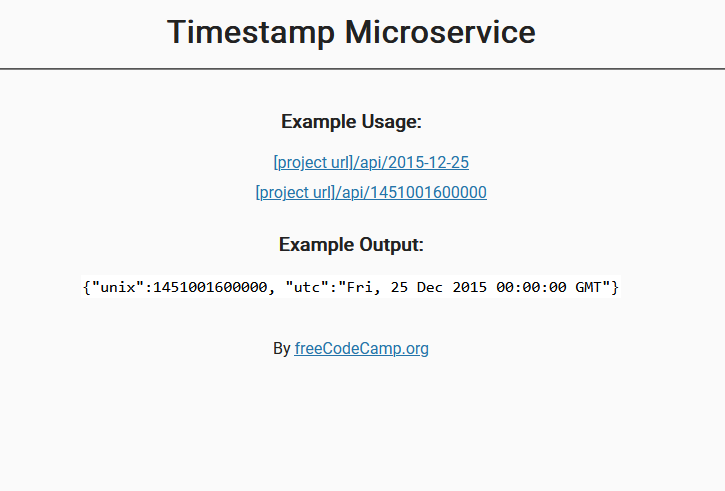 Timestamp Microservice
Example Usage:
[project url]/api/2015-12-25
[project url]/api/1451001600000
Example Output:
{"unix":1451001600000, "utc":"Fri, 25 Dec 2015 00:00:00 GMT"}
By freeCodeCamp.org